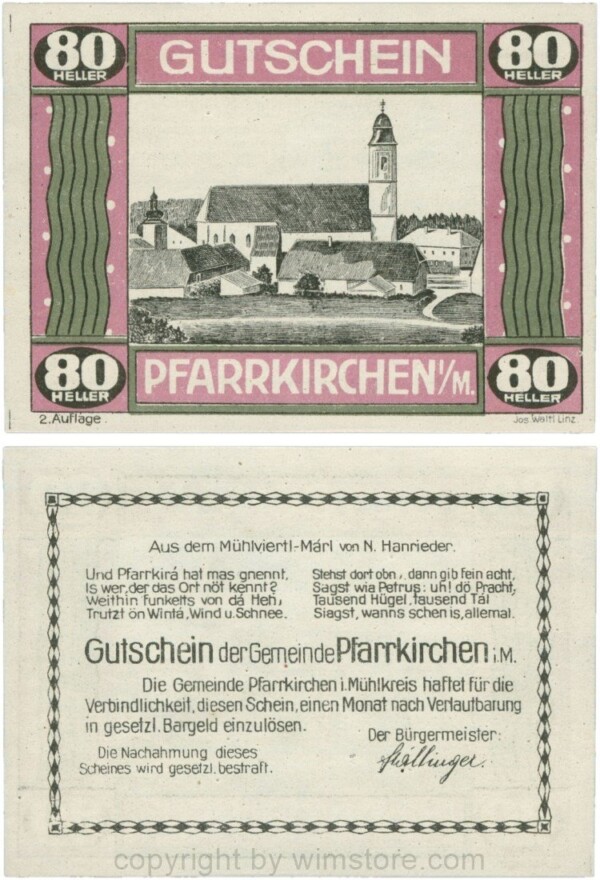 80 HELLER
GUTSCHEIN
80 HELLER
80 HELLER
PFARRKIRCHEN I/M.
80 HELLER
2. Auflage
Jos. Wöltl Linz.
Aus dem Mühlviertl-Márl von N. Hanrieder.
Und Pfarrkirá hat mas gnennt,
Is wer, der das Ort nöt kennt?
Weithin funkelts von dá Heh,
Trutzt ön Wintá, Wind u. Schnee.
Stehst dort obn, dann gib fein acht,
Sagst wia Petrus: uh! dö Pracht,
Tausend Hügel, tausend Tal
Siagst, wanns schen is, allemal.
Gutschein der Gemeinde Pfarrkirchen i.M.
Die Gemeinde Pfarrkirchen i. Mühlkreis haftet für die
Verbindlichkeit, diesen Schein, einen Monat nach Verlautbarung
in gesetzl. Bargeld einzulösen.
Der Bürgermeister:
Die Nachahmung dieses
Scheines wird gesetzl. bestraft.
copyright by wimstore.com